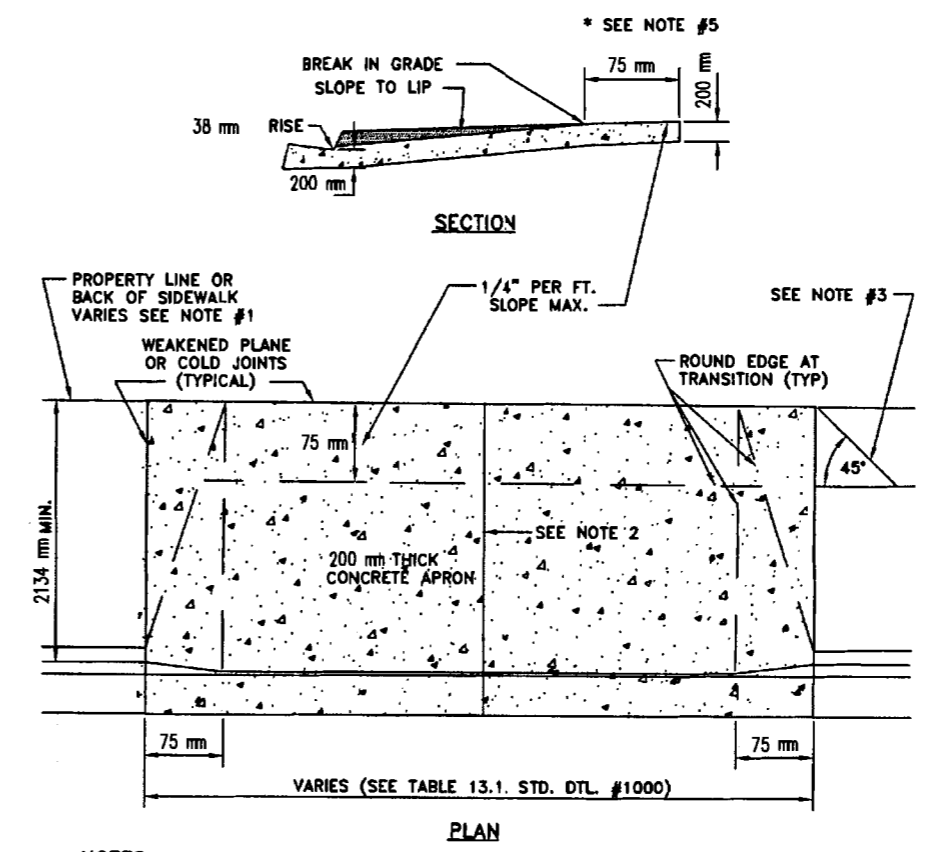 * SEE NOTE #5
BREAK IN GRADE
SLOPE TO LIP
75 mm
200 mm
38 mm
RISE
200 mm
SECTION
PROPERTY LINE OR
BACK OF SIDEWALK
VARIES SEE NOTE #1
1/4" PER FT.
SLOPE MAX.
SEE NOTE #3
WEAKENED PLANE
OR COLD JOINTS
(TYPICAL)
ROUND EDGE AT
TRANSITION (TYP)
75 mm
45°
2134 mm MIN.
SEE NOTE 2
200 mm THICK
CONCRETE APRON
75 mm
75 mm
VARIES (SEE TABLE 13.1. STD. DTL. #1000)
PLAN